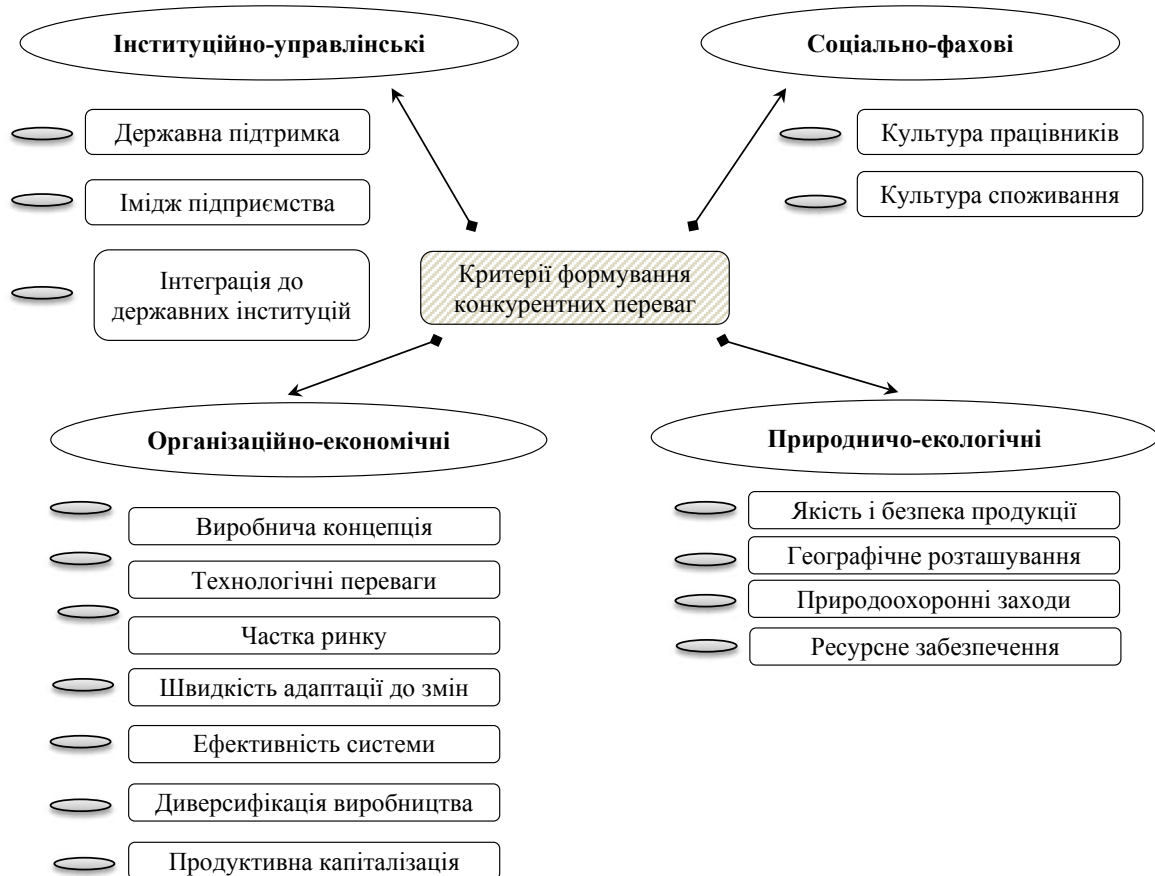 Інституційно-управлінські
Державна підтримка
Імідж підприємства
Інтеграція до
державних інституцій
Соціально-фахові
Культура працівників
Культура споживання
Критерії формування
конкурентних переваг
Організаційно-економічні
Виробнича концепція
Технологічні переваги
Частка ринку
Швидкість адаптації до змін
Ефективність системи
Диверсифікація виробництва
Продуктивна капіталізація
Природничо-екологічні
Якість і безпека продукції
Географічне розташування
Природоохоронні заходи
Ресурсне забезпечення